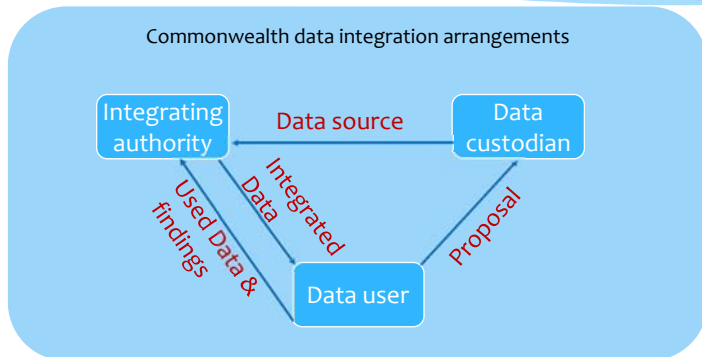 Commonwealth data integration arrangements
Integrating
authority
Data source
Data
custodian
Integrated
Data
Used Data &
findings
Proposal
Data user